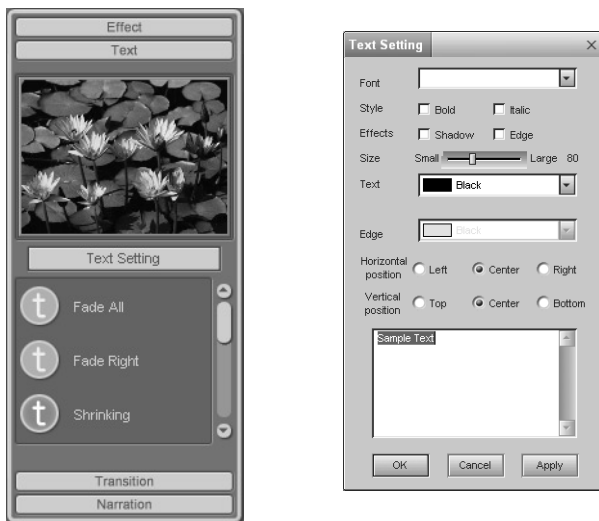 Effect
Text
Text Setting
t Fade All
t Fade Right
t Shrinking
Transition
Narration
Text Setting ×
Font
Style Bold Italic
Effects Shadow Edge
Size Small Large 80
Text Black
Edge Black
Horizontal
position Left Center Right
Vertical
position Top Center Bottom
Sample Text
OK Cancel Apply